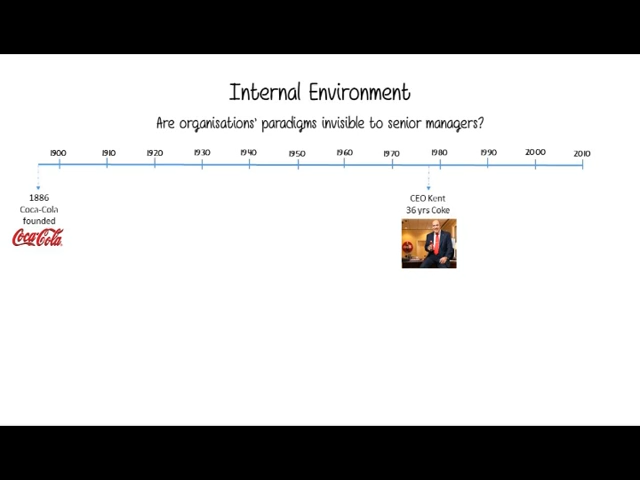 Internal Environment
Are organisations' paradigms invisible to senior managers?
1900 1910 1920 1930 1940 1950 1960 1970 1980 1990 2000 2010
1886
Coca-Cola
founded
Coca-Cola
CEO Kent
36 yrs Coke